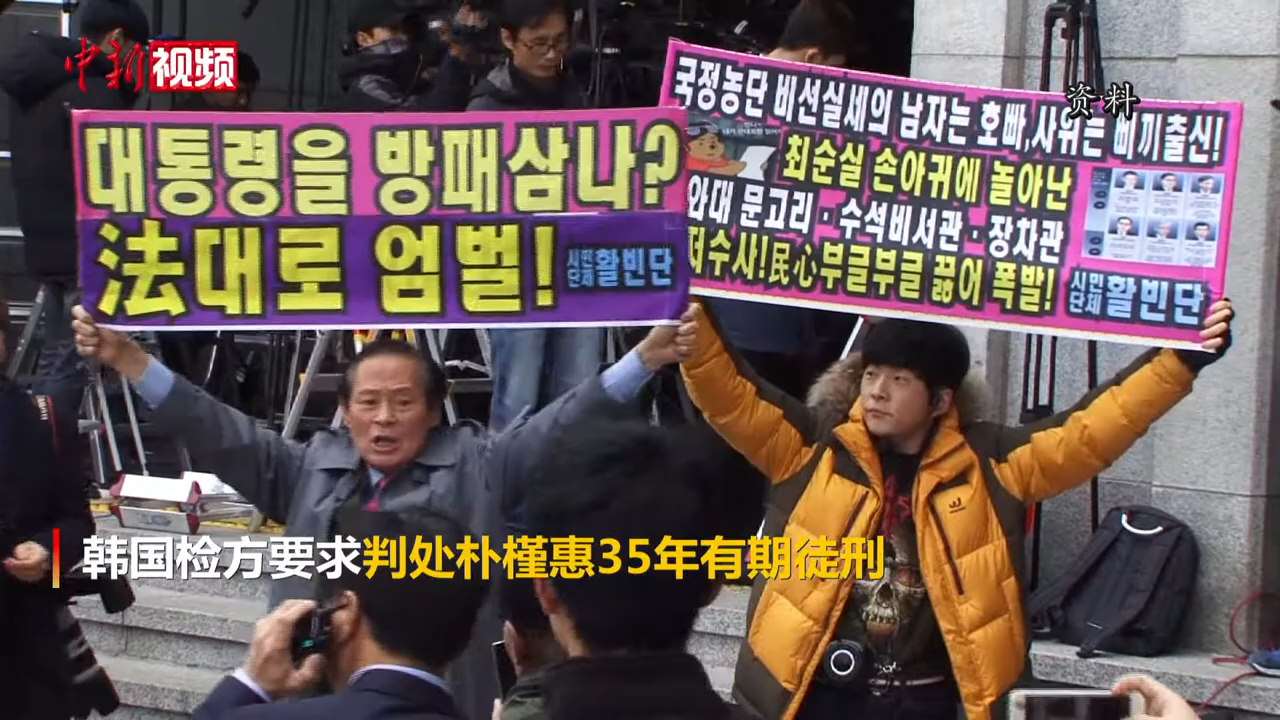 中新视频
资料
대통령을 방패삼나?
法대로 엄벌!
시민단체 활빈단
국정농단 비선실세의 남자는 호빠,사위는 삐끼출신!
최순실 손아귀에 놀아난
와대 문고리·수석비서관·장차관
저수사!民心부글부글 끓어 폭발!
시민단체 활빈단
韩国检方要求判处朴槿惠35年有期徒刑